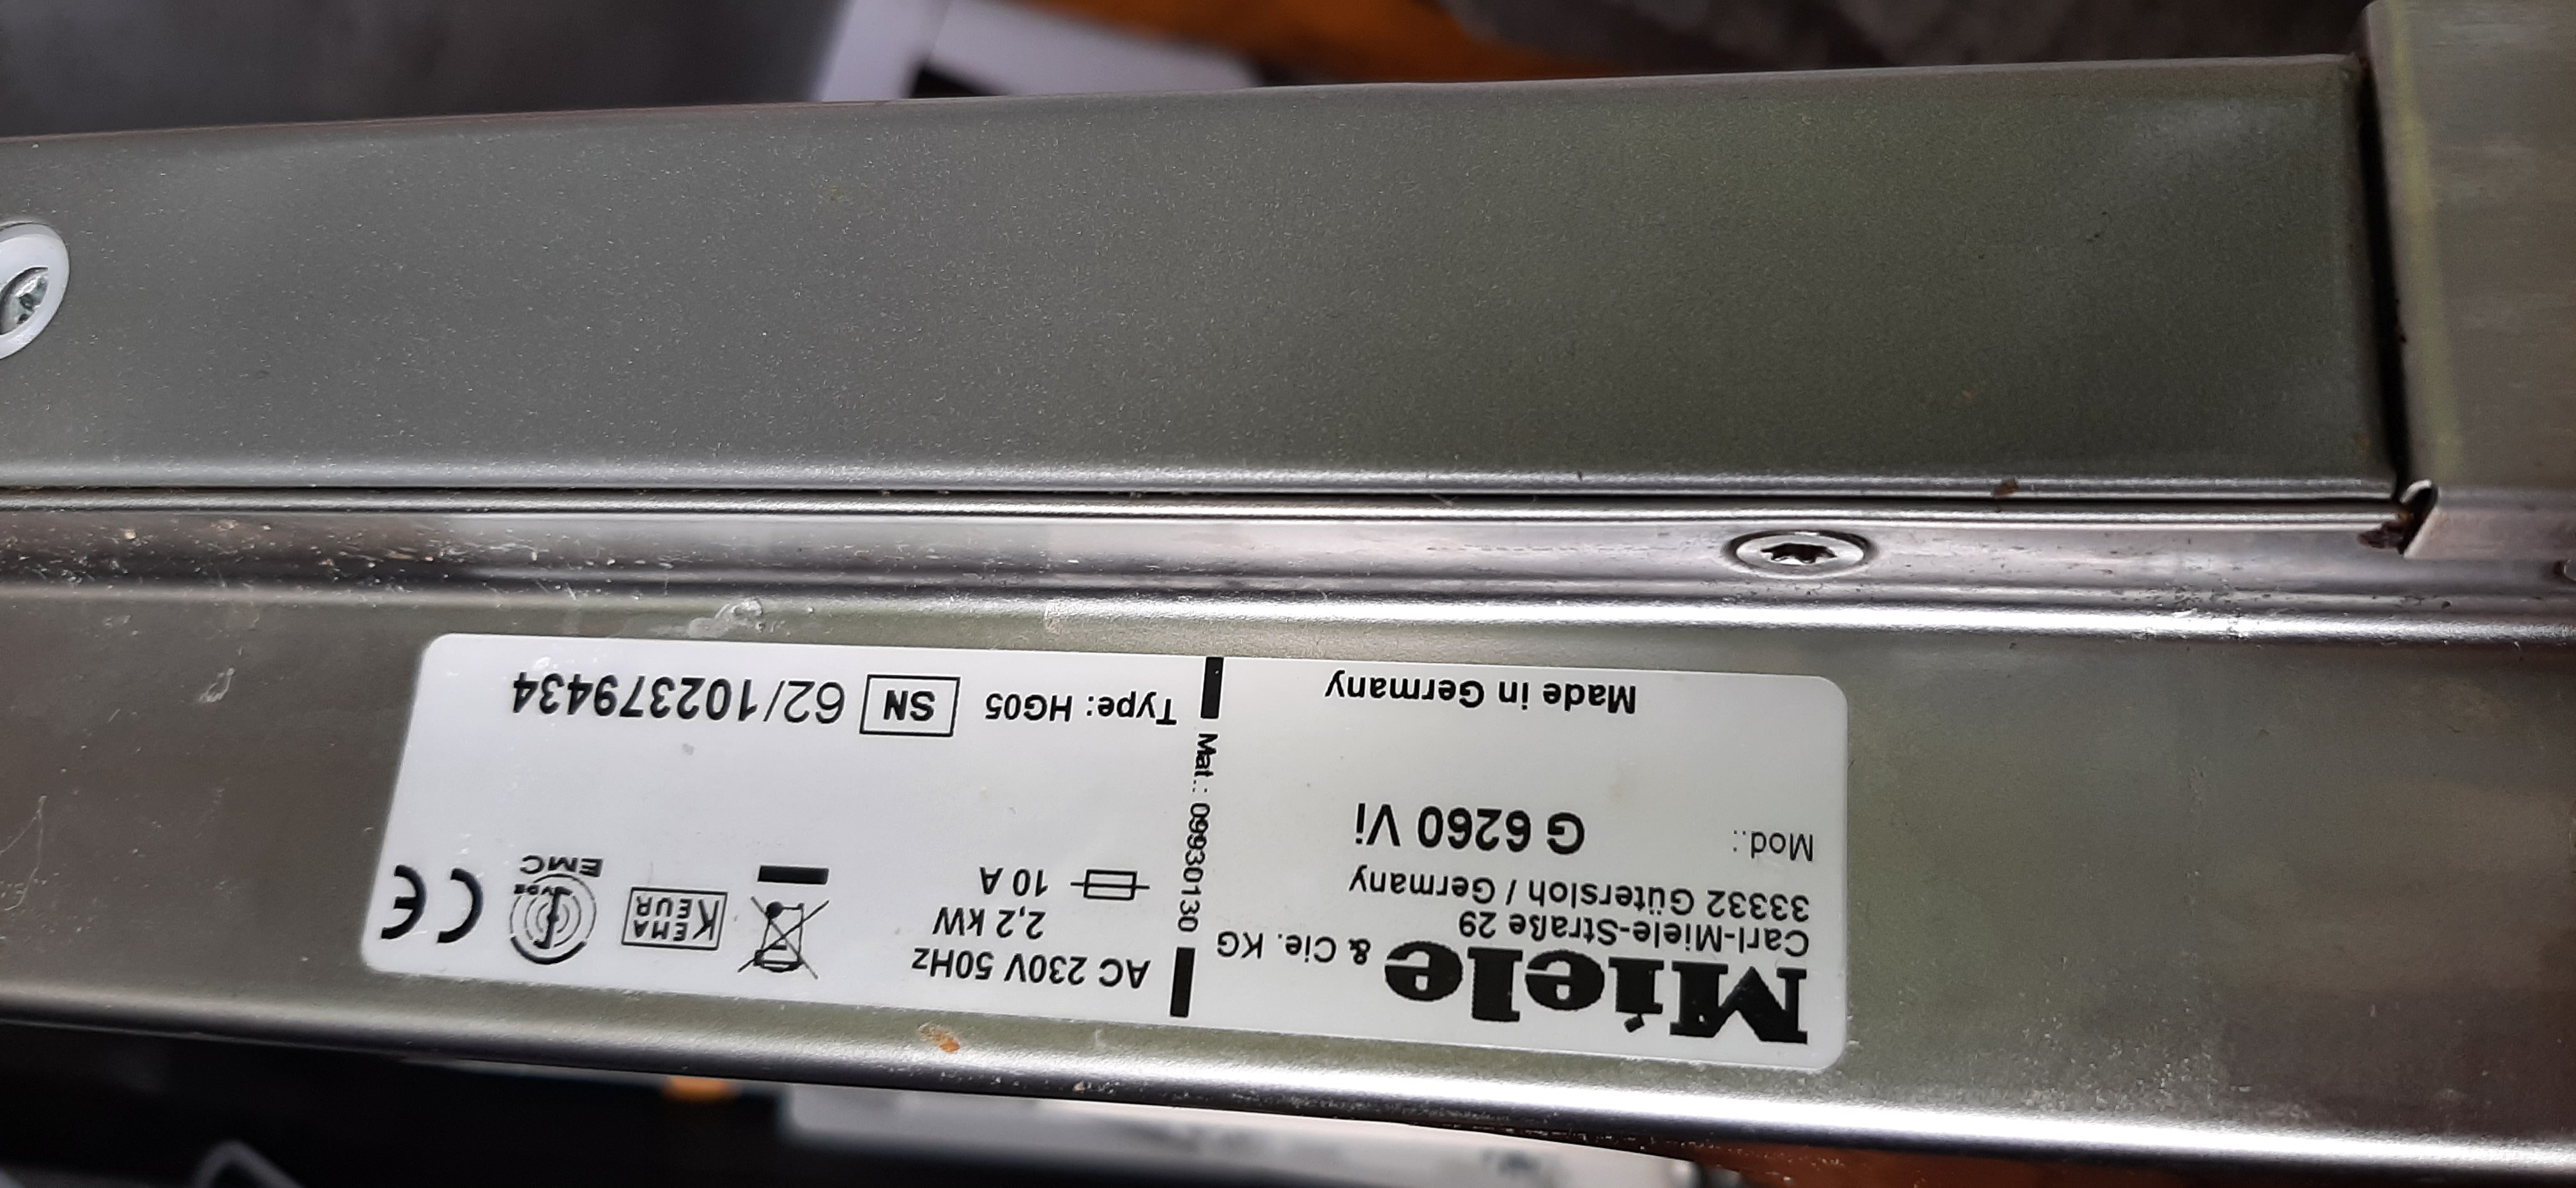 Miele & Cie. KG
Carl-Miele-Straße 29
33332 Gütersloh / Germany
Mod.: G 6260 Vi
Made in Germany
Mat.: 09930130
AC 230V 50Hz
2,2 kW
10 A
KEMA
KEUR
VDE
EMC
CE
Type: HG05 SN 62/102379434